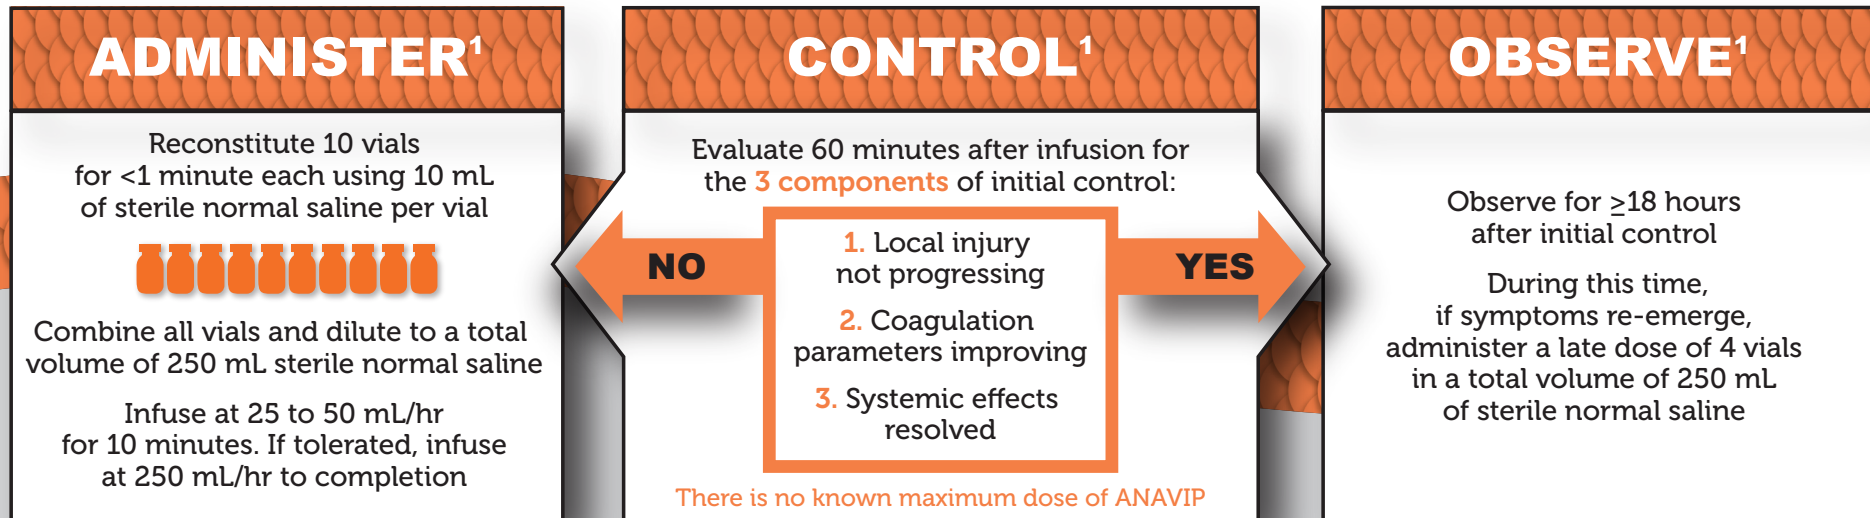 ADMINISTER¹
Reconstitute 10 vials
for <1 minute each using 10 mL
of sterile normal saline per vial
Combine all vials and dilute to a total
volume of 250 mL sterile normal saline
Infuse at 25 to 50 mL/hr
for 10 minutes. If tolerated, infuse
at 250 mL/hr to completion
CONTROL¹
Evaluate 60 minutes after infusion for
the 3 components of initial control:
NO
1. Local injury
not progressing
2. Coagulation
parameters improving
3. Systemic effects
resolved
YES
There is no known maximum dose of ANAVIP
OBSERVE¹
Observe for ≥18 hours
after initial control
During this time,
if symptoms re-emerge,
administer a late dose of 4 vials
in a total volume of 250 mL
of sterile normal saline